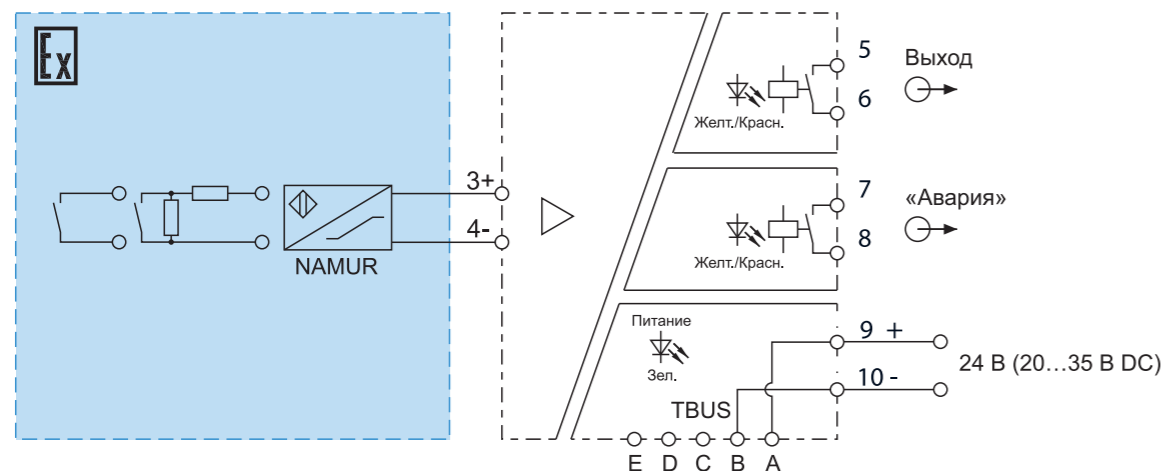 Ex
5
Выход
6
Желт./Красн.
3+
7
«Авария»
4-
8
NAMUR
Желт./Красн.
Питание
9 +
Зел.
24 В (20...35 В DC)
10 -
TBUS
E D C B A